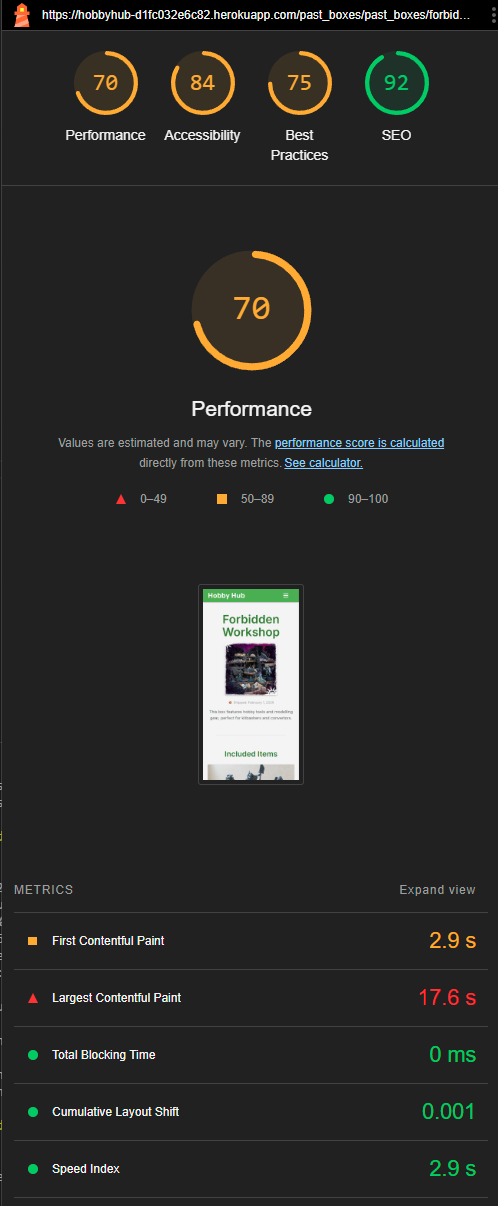 https://hobbyhub-d1fc032e6c82.herokuapp.com/past_boxes/past_boxes/forbid...
70
84
75
92
Performance
Accessibility
Best
Practices
SEO
70
Performance
Values are estimated and may vary. The performance score is calculated
directly from these metrics. See calculator.
0–49
50–89
90–100
Hobby Hub
Forbidden
Workshop
This box features hobby tools and modelling
gear, perfect for kitbashers and converters.
Included Items
METRICS
Expand view
First Contentful Paint
2.9 s
Largest Contentful Paint
17.6 s
Total Blocking Time
0 ms
Cumulative Layout Shift
0.001
Speed Index
2.9 s